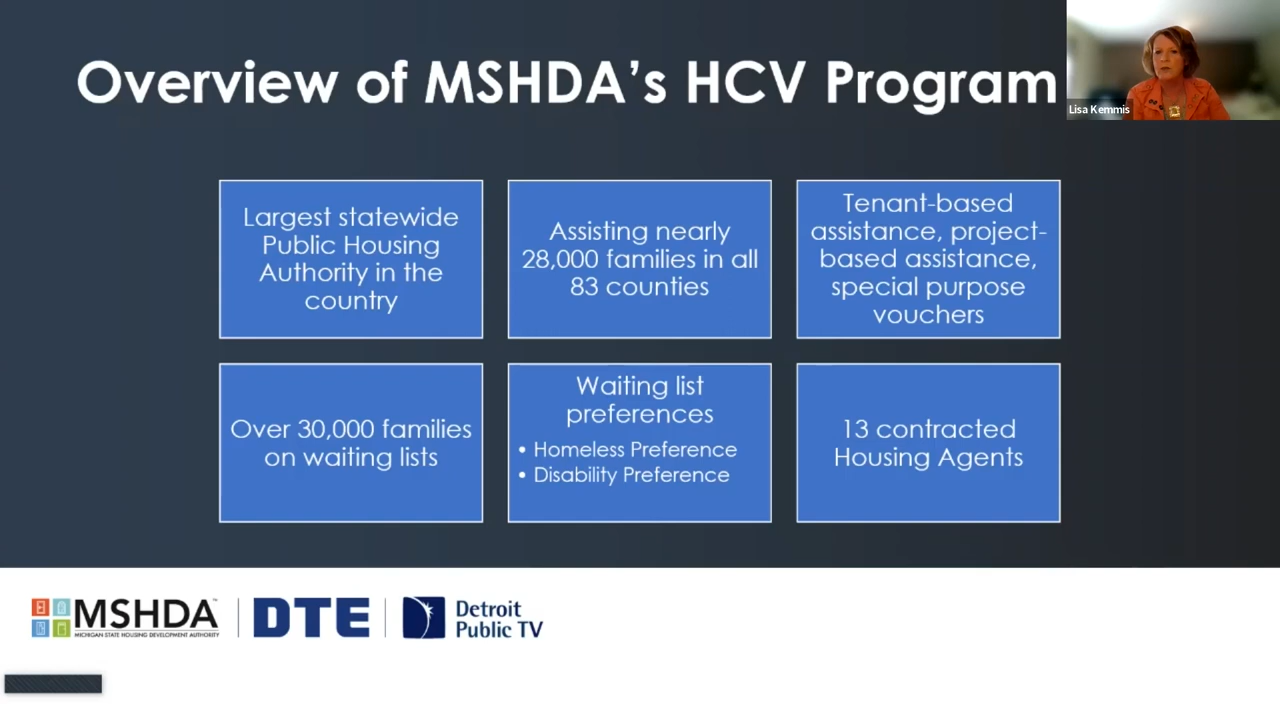 Overview of MSHDA's HCV Program
Lisa Kemmis
Largest statewide
Public Housing
Authority in the
country
Assisting nearly
28,000 families in all
83 counties
Tenant-based
assistance, project-
based assistance,
special purpose
vouchers
Over 30,000 families
on waiting lists
Waiting list
preferences
• Homeless Preference
• Disability Preference
13 contracted
Housing Agents
MSHDA™
MICHIGAN STATE HOUSING DEVELOPMENT AUTHORITY
DTE
Detroit
Public TV